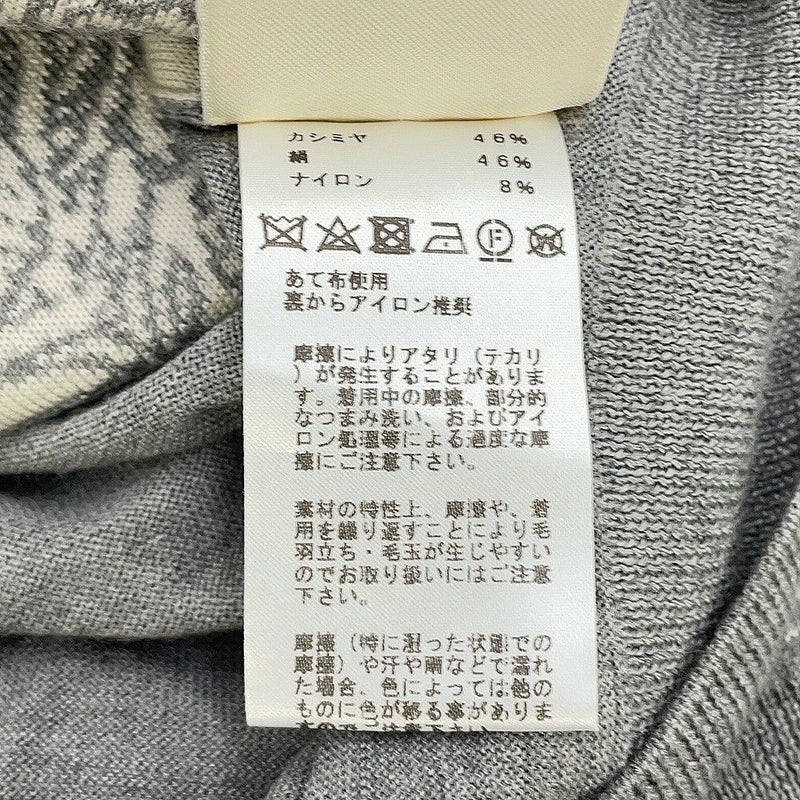 カシミヤ 46%
絹 46%
ナイロン 8%
F
W
あて布使用
裏からアイロン推奨
摩擦によりアタリ(テカリ
)が発生することがありま
す。着用中の摩擦、部分的
なつまみ洗い、およびアイ
ロン処理等による過度な摩
擦にご注意下さい。
素材の特性上、摩擦や、着
用を繰り返すことにより毛
羽立ち・毛玉が生じやすい
のでお取り扱いにはご注意
下さい。
摩擦(特に湿った状態での
摩擦)や汗や雨などで濡れ
た場合、色によっては他の
ものに色が移る事がありま
すのでご注意下さい。